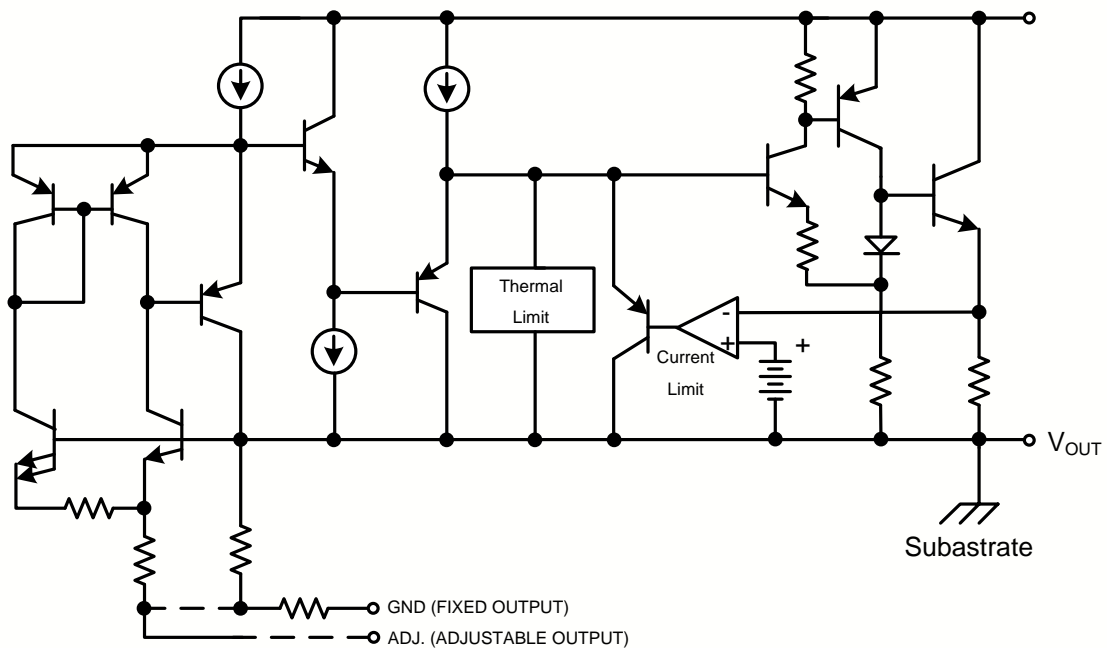 Thermal
Limit
-
+
+
Current
Limit
VOUT
Subastrate
GND (FIXED OUTPUT)
ADJ. (ADJUSTABLE OUTPUT)